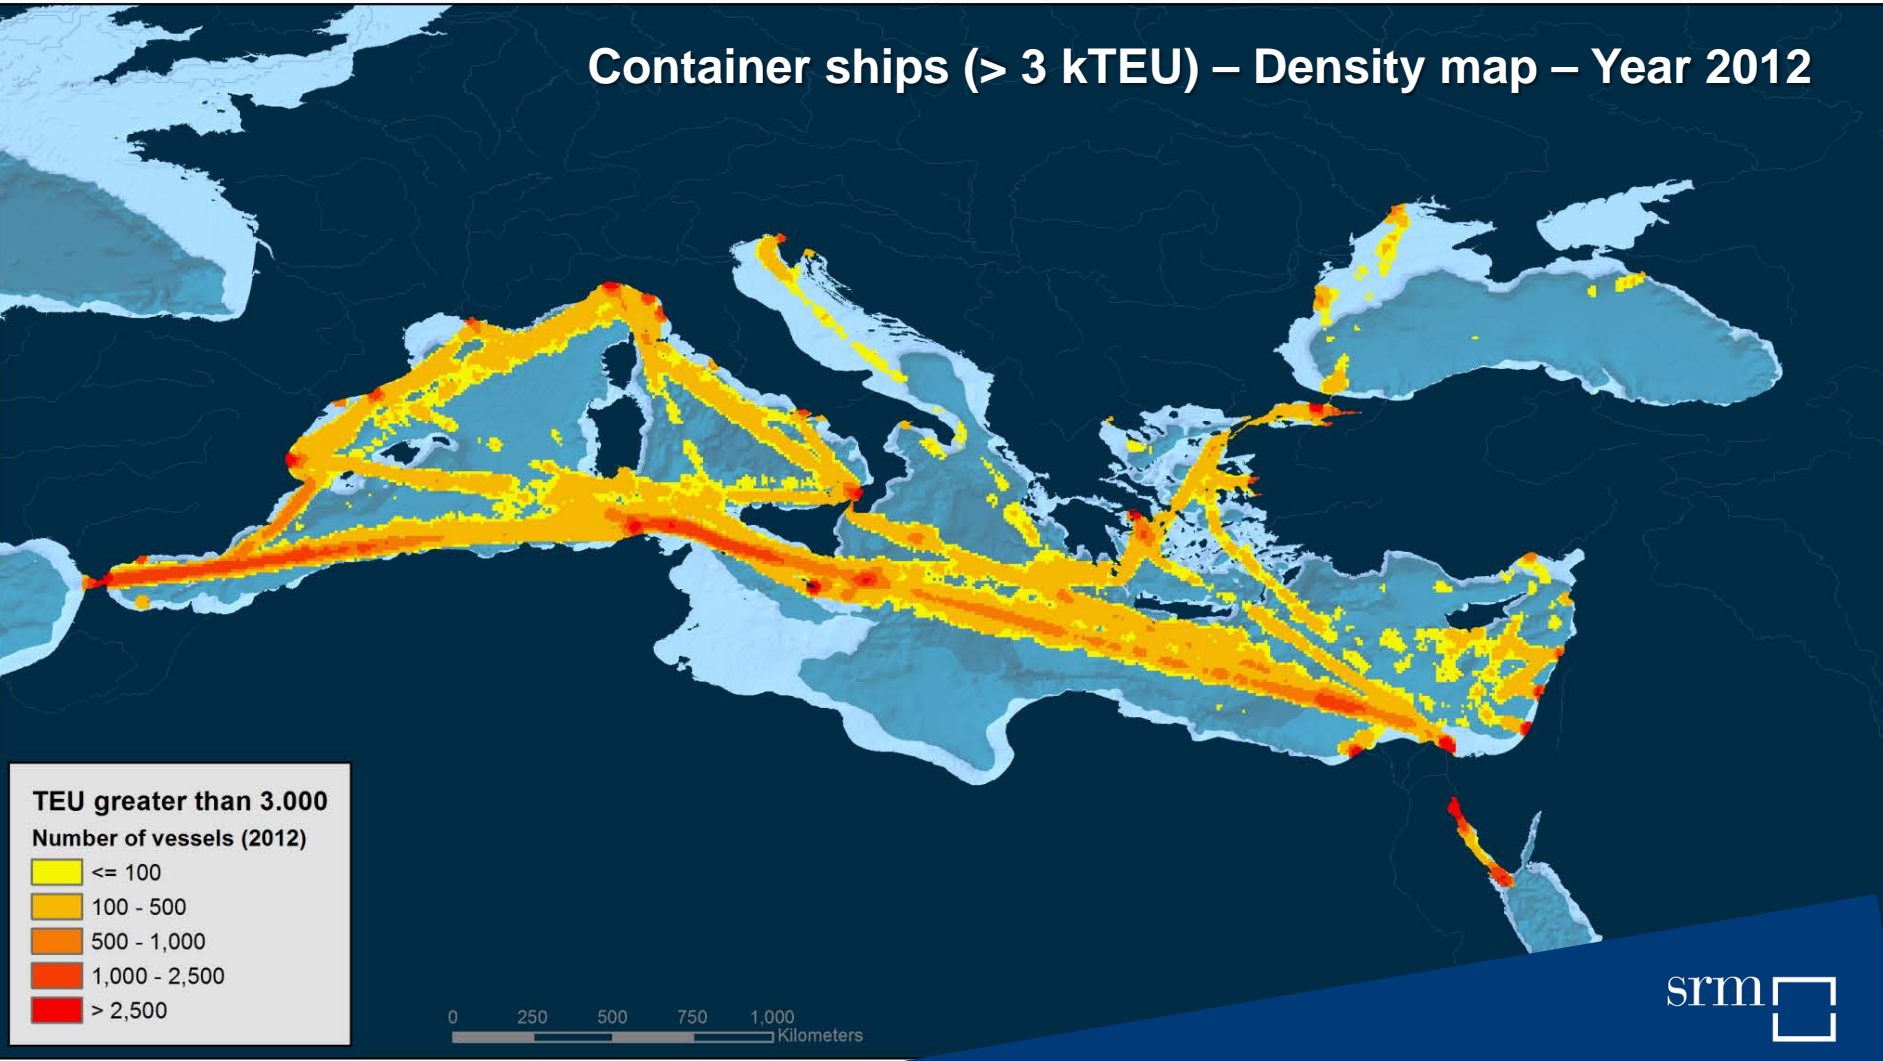 Container ships (> 3 kTEU) – Density map – Year 2012
TEU greater than 3.000
Number of vessels (2012)
<= 100
100 - 500
500 - 1,000
1,000 - 2,500
> 2,500
0 250 500 750 1,000
Kilometers
srm